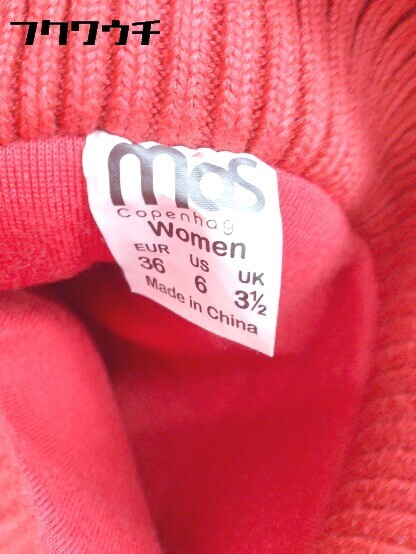 フクワウチ
mos
Copenhag
Women
EUR US UK
36 6 3½
Made in China